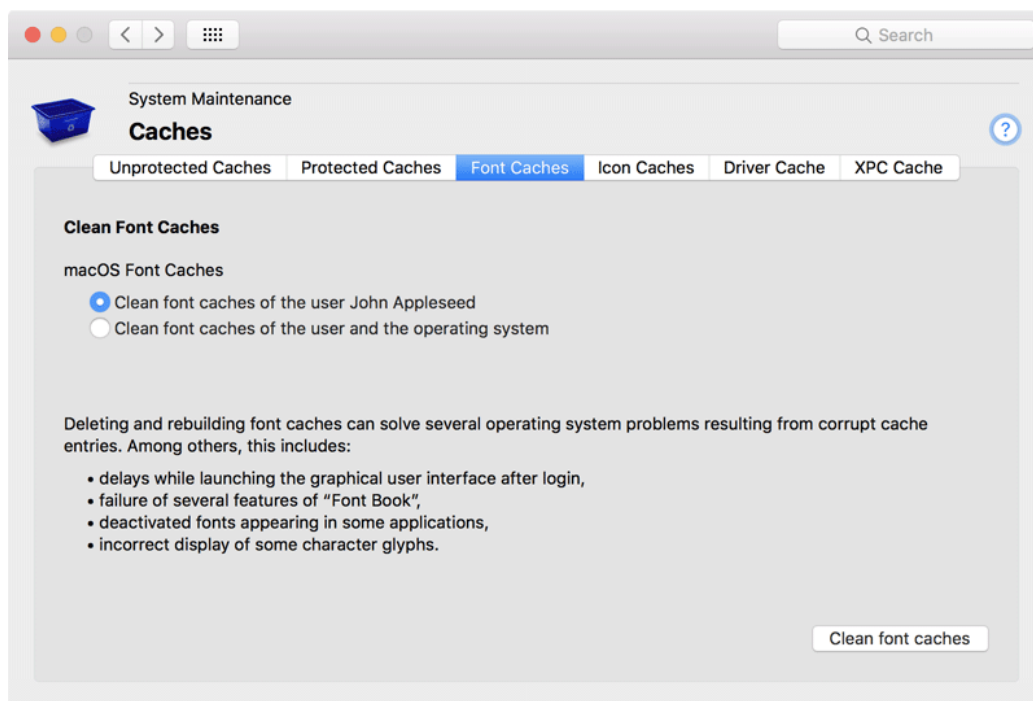 Search
System Maintenance
Caches
?
Unprotected Caches Protected Caches Font Caches Icon Caches Driver Cache XPC Cache
Clean Font Caches
macOS Font Caches
Clean font caches of the user John Appleseed
Clean font caches of the user and the operating system
Deleting and rebuilding font caches can solve several operating system problems resulting from corrupt cache
entries. Among others, this includes:
• delays while launching the graphical user interface after login,
• failure of several features of “Font Book”,
• deactivated fonts appearing in some applications,
• incorrect display of some character glyphs.
Clean font caches